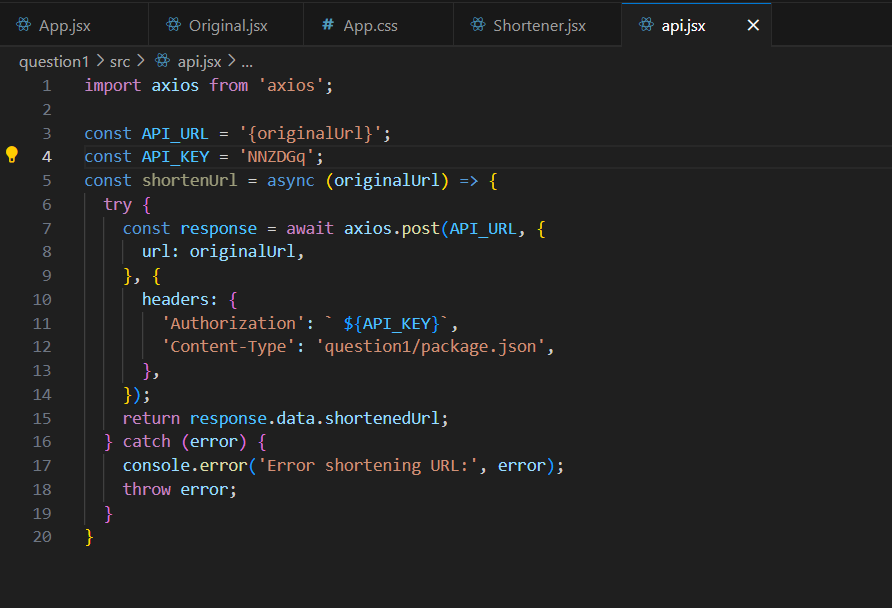 App.jsx Original.jsx # App.css Shortener.jsx api.jsx ×
question1 > src > api.jsx > ...
1 import axios from 'axios';
2
3 const API_URL = '{originalUrl}';
4 const API_KEY = 'NNZDGq';
5 const shortenUrl = async (originalUrl) => {
6 try {
7 const response = await axios.post(API_URL, {
8 url: originalUrl,
9 }, {
10 headers: {
11 'Authorization': ` ${API_KEY}`,
12 'Content-Type': 'question1/package.json',
13 },
14 });
15 return response.data.shortenedUrl;
16 } catch (error) {
17 console.error('Error shortening URL:', error);
18 throw error;
19 }
20 }